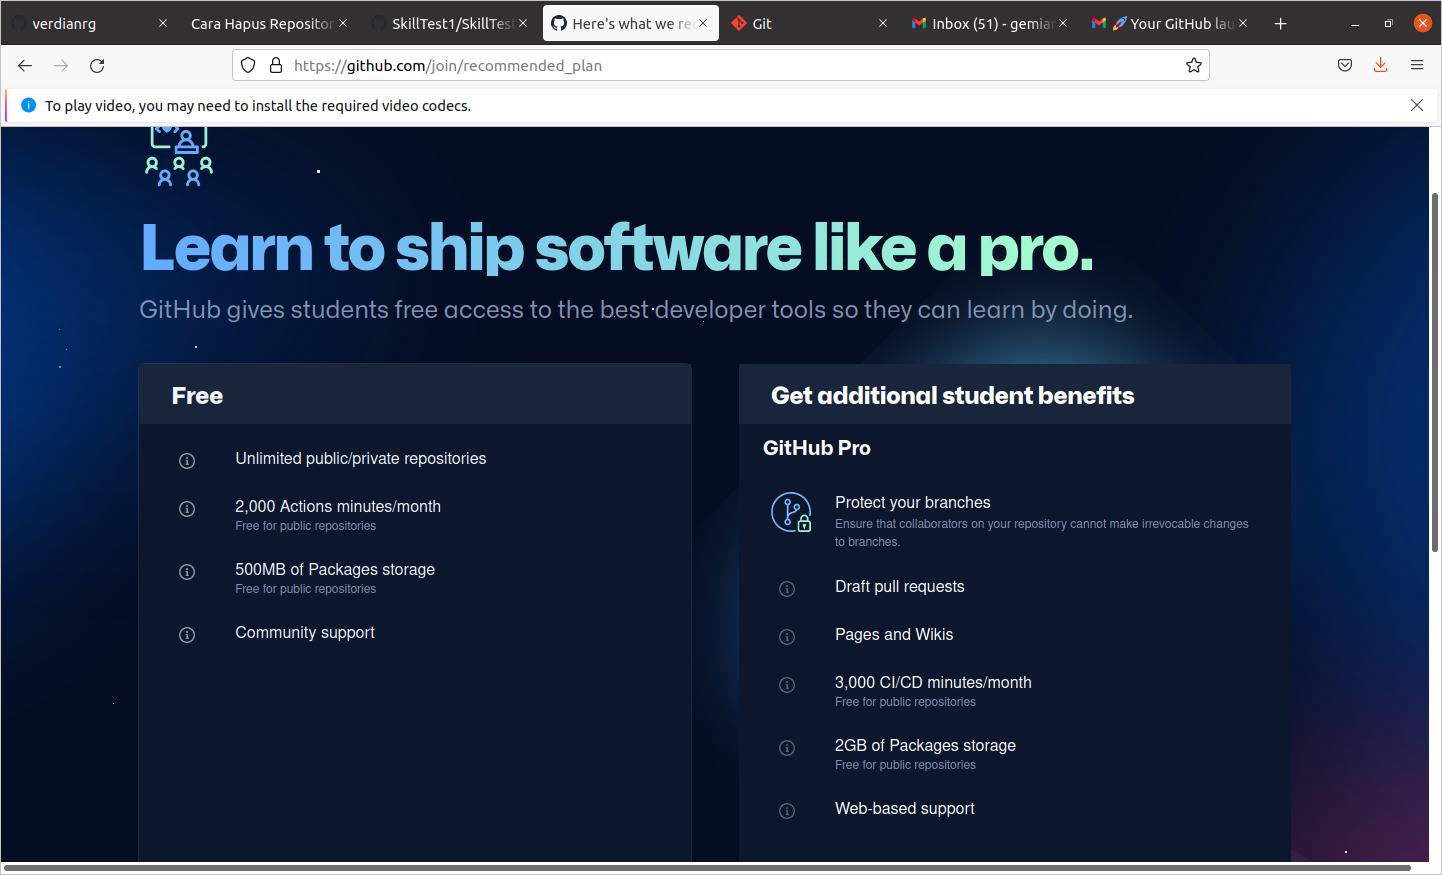 verdianrg
Cara Hapus Repositor
SkillTest1/SkillTest
Here's what we re
Git
Inbox (51) - gemia
🚀Your GitHub lau
https://github.com/join/recommended_plan
To play video, you may need to install the required video codecs.
Learn to ship software like a pro.
GitHub gives students free access to the best developer tools so they can learn by doing.
Free
Unlimited public/private repositories
2,000 Actions minutes/month
Free for public repositories
500MB of Packages storage
Free for public repositories
Community support
Get additional student benefits
GitHub Pro
Protect your branches
Ensure that collaborators on your repository cannot make irrevocable changes
to branches.
Draft pull requests
Pages and Wikis
3,000 CI/CD minutes/month
Free for public repositories
2GB of Packages storage
Free for public repositories
Web-based support